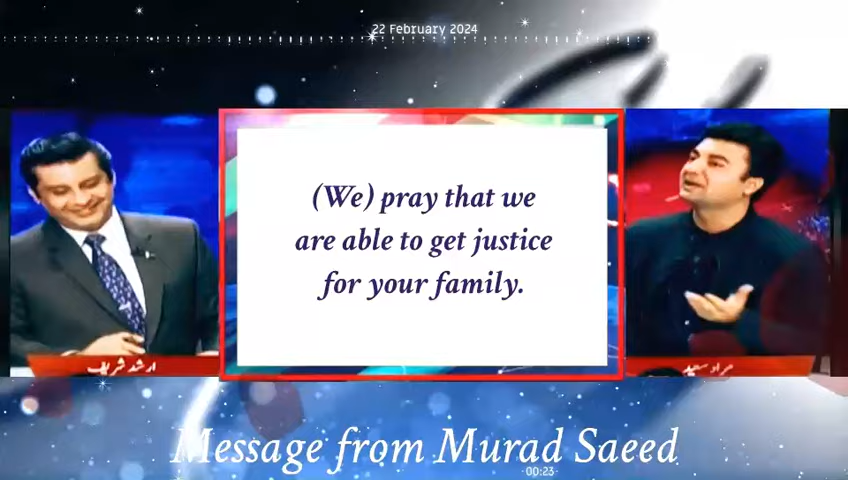 22 February 2024
(We) pray that we
are able to get justice
for your family.
ارشد شریف
مراد سعید
Message from Murad Saeed
00:23